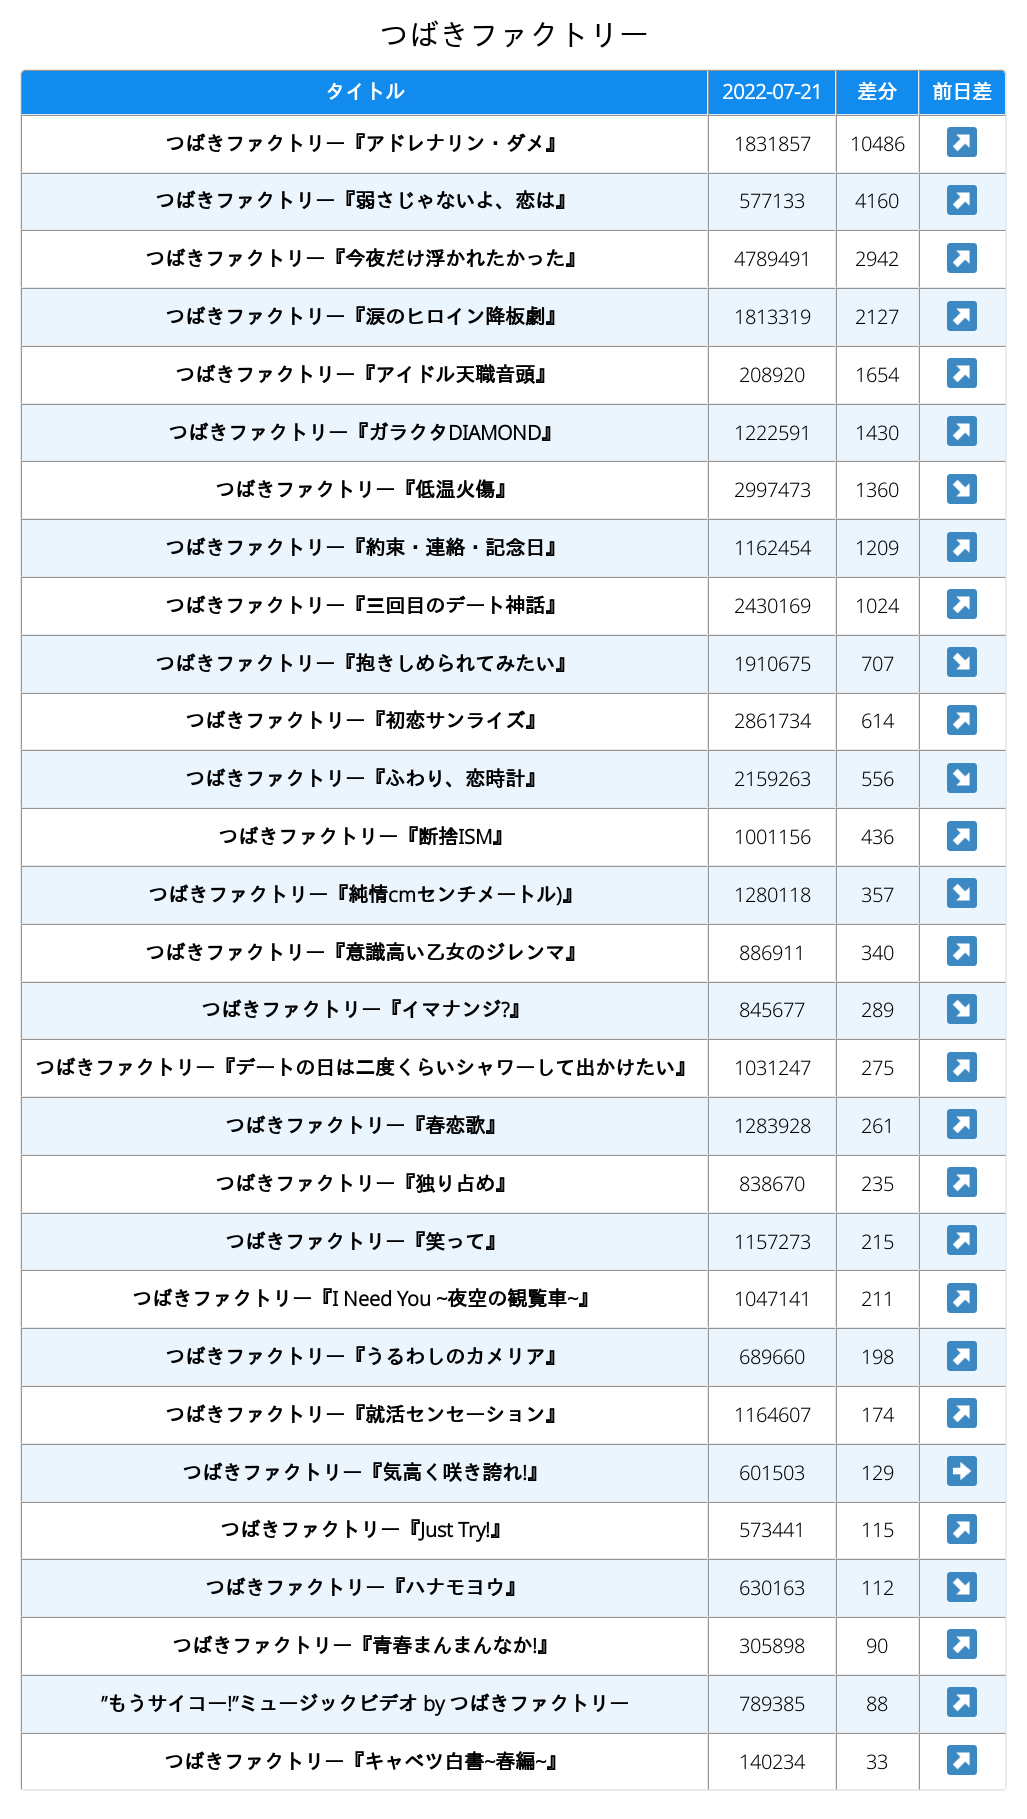 つばきファクトリー
タイトル 2022-07-21 差分 前日差
つばきファクトリー『アドレナリン・ダメ』 1831857 10486
つばきファクトリー『弱さじゃないよ、恋は』 577133 4160
つばきファクトリー『今夜だけ浮かれたかった』 4789491 2942
つばきファクトリー『涙のヒロイン降板劇』 1813319 2127
つばきファクトリー『アイドル天職音頭』 208920 1654
つばきファクトリー『ガラクタDIAMOND』 1222591 1430
つばきファクトリー『低温火傷』 2997473 1360
つばきファクトリー『約束・連絡・記念日』 1162454 1209
つばきファクトリー『三回目のデート神話』 2430169 1024
つばきファクトリー『抱きしめられてみたい』 1910675 707
つばきファクトリー『初恋サンライズ』 2861734 614
つばきファクトリー『ふわり、恋時計』 2159263 556
つばきファクトリー『断捨ISM』 1001156 436
つばきファクトリー『純情cmセンチメートル)』 1280118 357
つばきファクトリー『意識高い乙女のジレンマ』 886911 340
つばきファクトリー『イマナンジ?』 845677 289
つばきファクトリー『デートの日は二度くらいシャワーして出かけたい』 1031247 275
つばきファクトリー『春恋歌』 1283928 261
つばきファクトリー『独り占め』 838670 235
つばきファクトリー『笑って』 1157273 215
つばきファクトリー『I Need You ~夜空の観覧車~』 1047141 211
つばきファクトリー『うるわしのカメリア』 689660 198
つばきファクトリー『就活センセーション』 1164607 174
つばきファクトリー『気高く咲き誇れ!』 601503 129
つばきファクトリー『Just Try!』 573441 115
つばきファクトリー『ハナモヨウ』 630163 112
つばきファクトリー『青春まんまんなか!』 305898 90
”もうサイコー!”ミュージックビデオ by つばきファクトリー 789385 88
つばきファクトリー『キャベツ白書~春編~』 140234 33